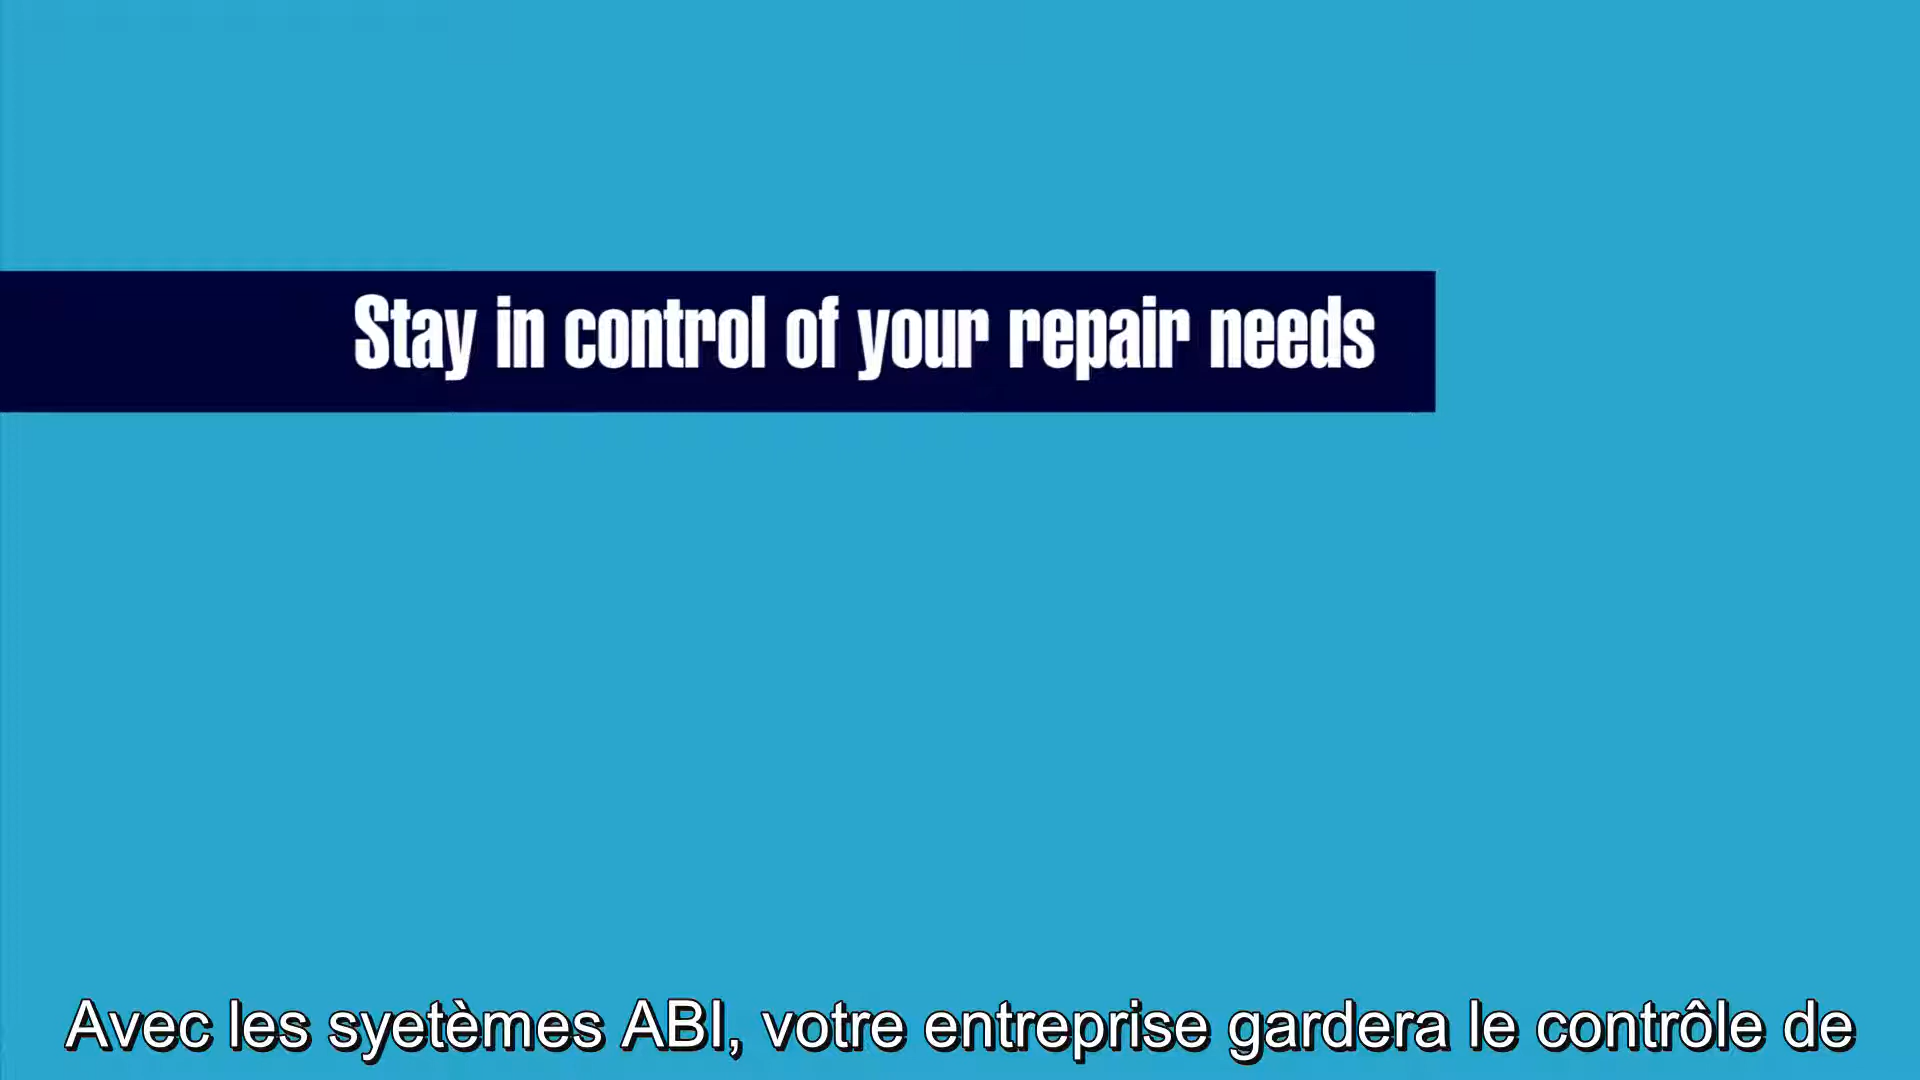 Stay in control of your repair needs
Avec les syetèmes ABI, votre entreprise gardera le contrôle de